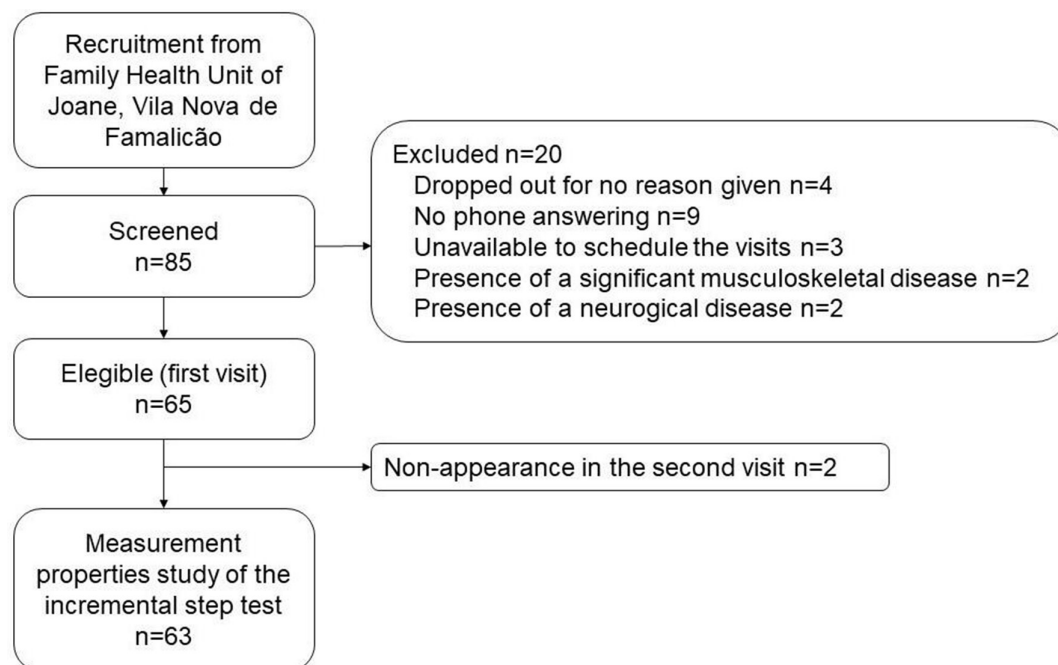 Recruitment from
Family Health Unit of
Joane, Vila Nova de
Famalicão
Excluded n=20
Dropped out for no reason given n=4
No phone answering n=9
Unavailable to schedule the visits n=3
Presence of a significant musculoskeletal disease n=2
Presence of a neurogical disease n=2
Screened
n=85
Elegible (first visit)
n=65
Non-appearance in the second visit n=2
Measurement
properties study of the
incremental step test
n=63